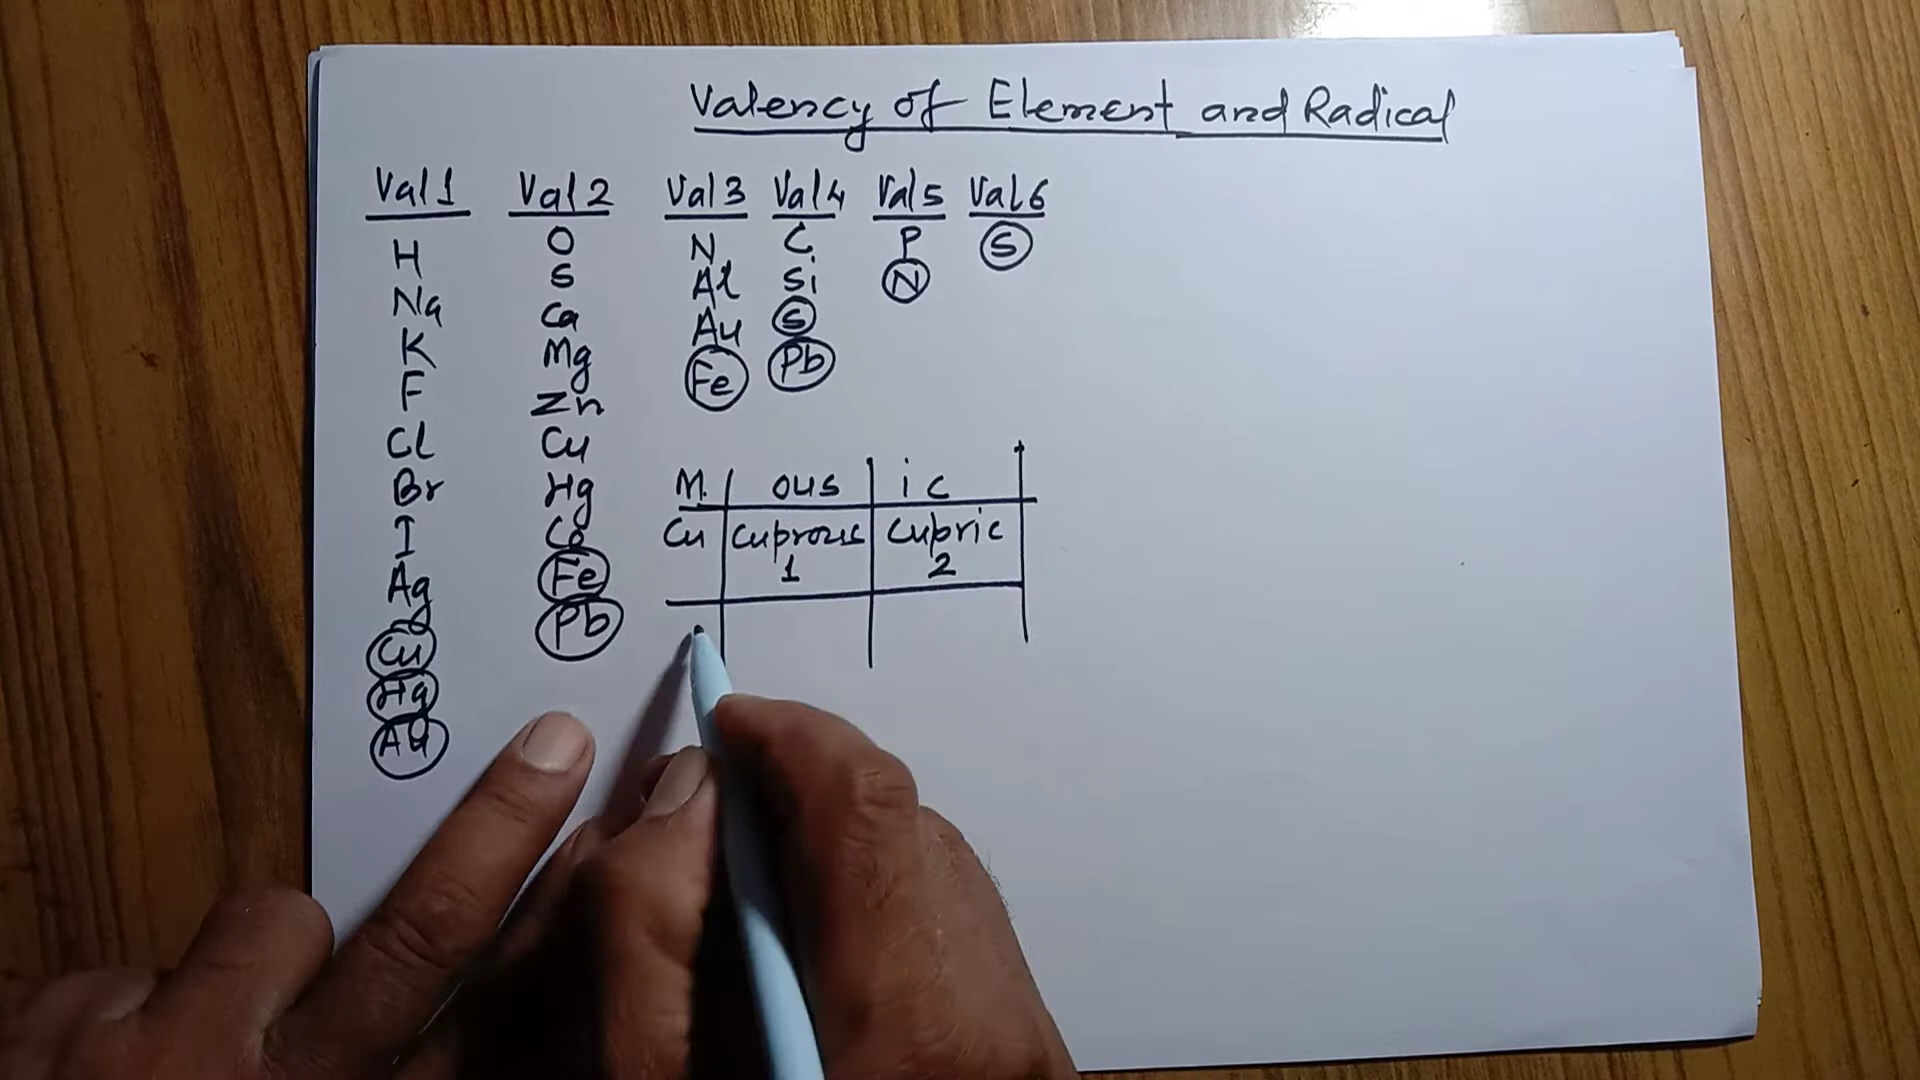 Valency of Element and Radical
Val 1 Val 2 Val 3 Val 4 Val 5 Val 6
H O N C P S
Na S Al Si N
K Ca Au S
F Mg Fe Pb
Cl Zn
Br Cu
I Hg
Ag Co
Cu Fe
Hg Pb
Au
M. ous ic
Cu Cuprous Cupric
1 2